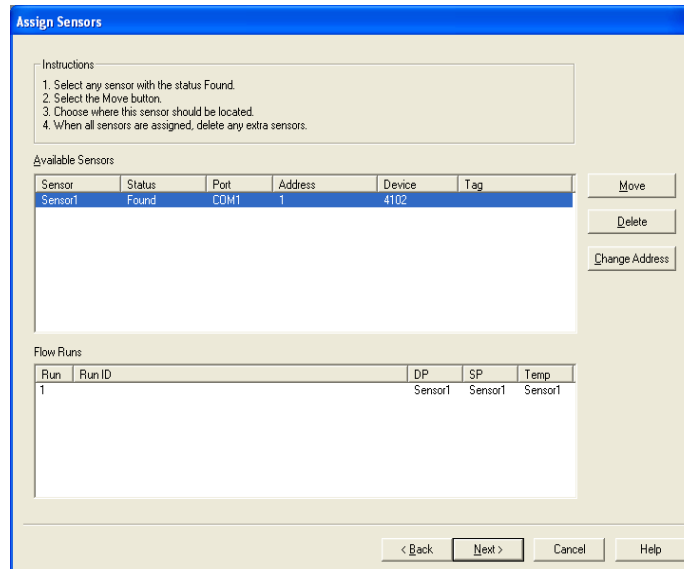 Assign Sensors
Instructions
1. Select any sensor with the status Found.
2. Select the Move button.
3. Choose where this sensor should be located.
4. When all sensors are assigned, delete any extra sensors.
Available Sensors
Sensor Status Port Address Device Tag
Sensor1 Found COM1 1 4102
Move
Delete
Change Address
Flow Runs
Run Run ID DP SP Temp
1 Sensor1 Sensor1 Sensor1
< Back Next > Cancel Help